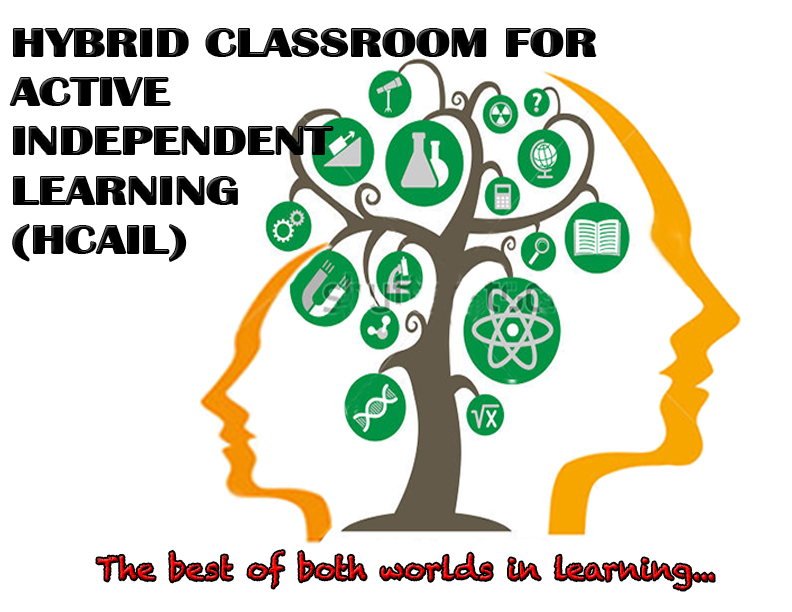 HYBRID CLASSROOM FOR
ACTIVE
INDEPENDENT
LEARNING
(HCAIL)
?
√x
The best of both worlds in learning...